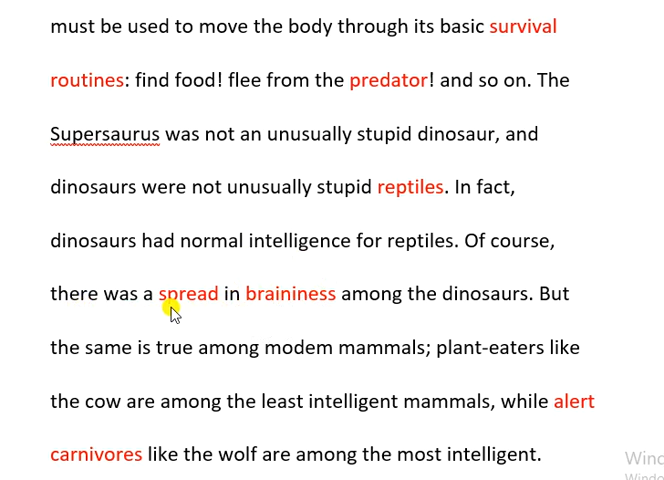 must be used to move the body through its basic survival
routines: find food! flee from the predator! and so on. The
Supersaurus was not an unusually stupid dinosaur, and
dinosaurs were not unusually stupid reptiles. In fact,
dinosaurs had normal intelligence for reptiles. Of course,
there was a spread in braininess among the dinosaurs. But
the same is true among modem mammals; plant-eaters like
the cow are among the least intelligent mammals, while alert
carnivores like the wolf are among the most intelligent.
Wind